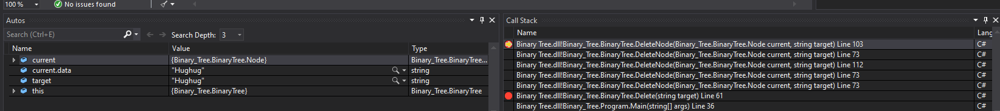 100 %
No issues found
Autos
Search (Ctrl+E)
Search Depth:
3
Name
Value
Type
current
{Binary_Tree.BinaryTree.Node}
Binary_Tree.BinaryTree...
current.data
"Hughug"
string
target
"Hughug"
string
this
{Binary_Tree.BinaryTree}
Binary_Tree.BinaryTree
Call Stack
Name
Lang
Binary Tree.dll!Binary_Tree.BinaryTree.DeleteNode(Binary_Tree.BinaryTree.Node current, string target) Line 103
C#
Binary Tree.dll!Binary_Tree.BinaryTree.DeleteNode(Binary_Tree.BinaryTree.Node current, string target) Line 73
C#
Binary Tree.dll!Binary_Tree.BinaryTree.DeleteNode(Binary_Tree.BinaryTree.Node current, string target) Line 112
C#
Binary Tree.dll!Binary_Tree.BinaryTree.DeleteNode(Binary_Tree.BinaryTree.Node current, string target) Line 73
C#
Binary Tree.dll!Binary_Tree.BinaryTree.DeleteNode(Binary_Tree.BinaryTree.Node current, string target) Line 73
C#
Binary Tree.dll!Binary_Tree.BinaryTree.Delete(string target) Line 61
C#
Binary Tree.dll!Binary_Tree.Program.Main(string[] args) Line 36
C#